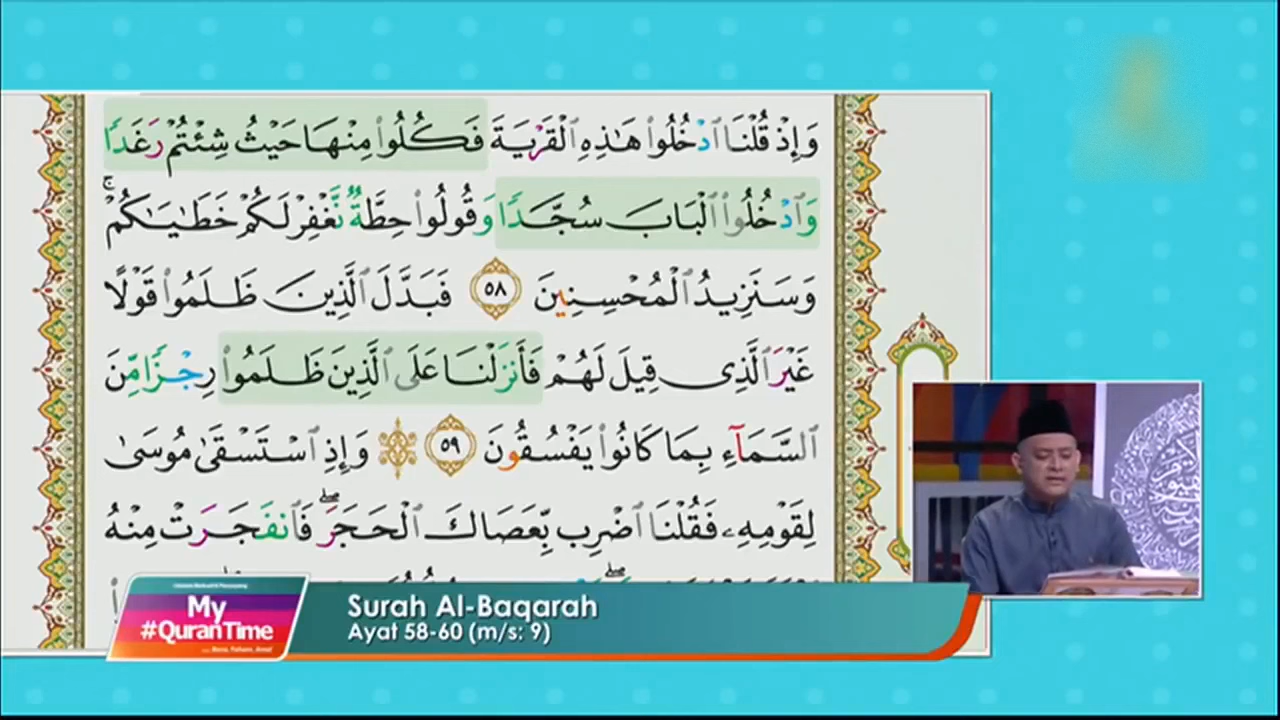 وَإِذْ قُلْنَا ٱدْخُلُوا۟ هَـٰذِهِ ٱلْقَرْيَةَ فَكُلُوا۟ مِنْهَا حَيْثُ شِئْتُمْ رَغَدًا
وَٱدْخُلُوا۟ ٱلْبَابَ سُجَّدًا وَقُولُوا۟ حِطَّةٌ نَّغْفِرْ لَكُمْ خَطَـٰيَـٰكُمْ ۚ
وَسَنَزِيدُ ٱلْمُحْسِنِينَ ٥٨ فَبَدَّلَ ٱلَّذِينَ ظَلَمُوا۟ قَوْلًا
غَيْرَ ٱلَّذِى قِيلَ لَهُمْ فَأَنزَلْنَا عَلَى ٱلَّذِينَ ظَلَمُوا۟ رِجْزًا مِّنَ
ٱلسَّمَآءِ بِمَا كَانُوا۟ يَفْسُقُونَ ٥٩ وَإِذِ ٱسْتَسْقَىٰ مُوسَىٰ
لِقَوْمِهِۦ فَقُلْنَا ٱضْرِب بِّعَصَاكَ ٱلْحَجَرَ ۖ فَٱنفَجَرَتْ مِنْهُ
My
#QuranTime
Surah Al-Baqarah
Ayat 58-60 (m/s: 9)